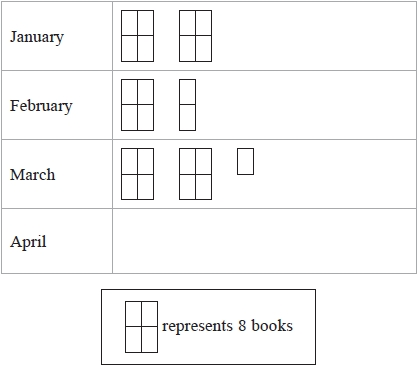 January
February
March
April
represents 8 books